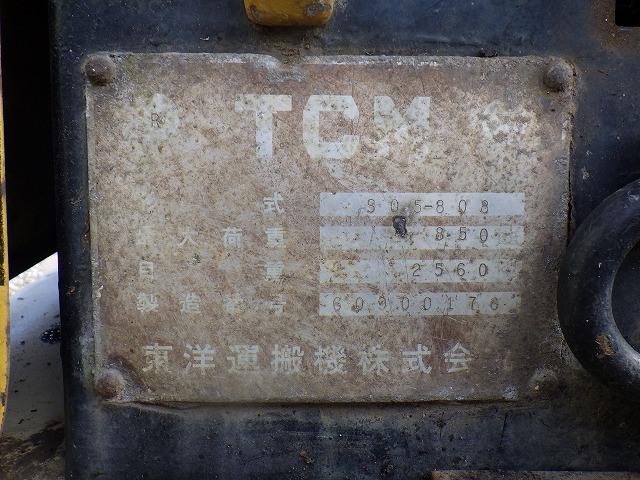 R TCM
式 305-808
大荷重 850
自 重 2560
製造番号 60900176
東洋運搬機株式会